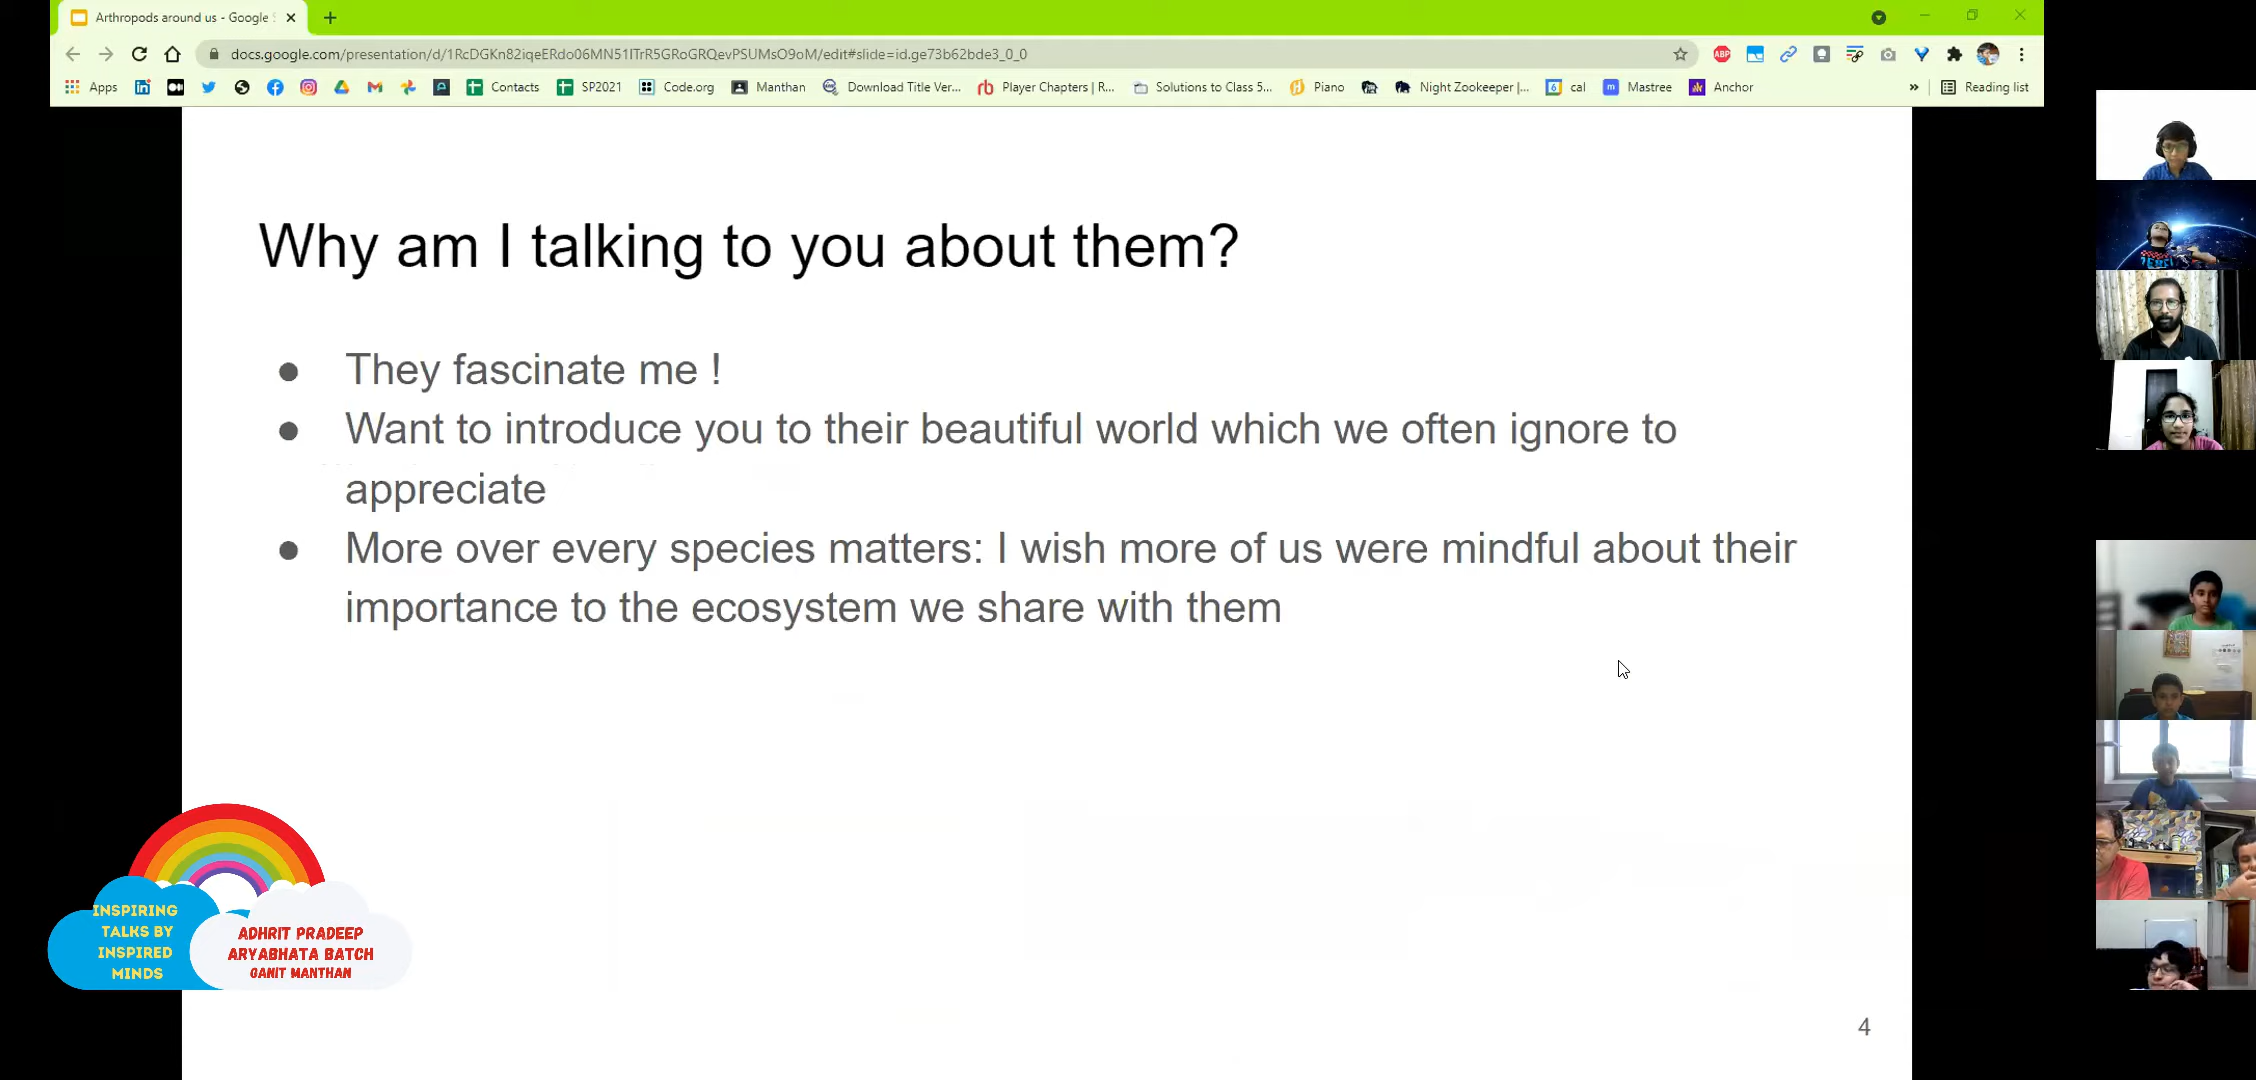 Arthropods around us - Google S
docs.google.com/presentation/d/1RcDGKn82iqeERdo06MN51lTrR5GRoGRQevPSUMsO9oM/edit#slide=id.ge73b62bde3_0_0
ABP
Apps Contacts SP2021 Code.org Manthan Download Title Ver... Player Chapters | R... Solutions to Class 5... Piano Night Zookeeper |... cal Mastree Anchor » Reading list
Why am I talking to you about them?
● They fascinate me !
● Want to introduce you to their beautiful world which we often ignore to
appreciate
● More over every species matters: I wish more of us were mindful about their
importance to the ecosystem we share with them
INSPIRING
TALKS BY
INSPIRED
MINDS
ADHRIT PRADEEP
ARYABHATA BATCH
GANIT MANTHAN
4